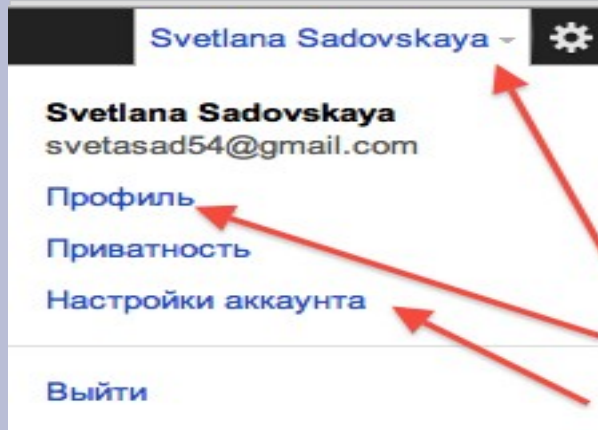 Svetlana Sadovskaya
Svetlana Sadovskaya
svetasad54@gmail.com
Профиль
Приватность
Настройки аккаунта
Выйти